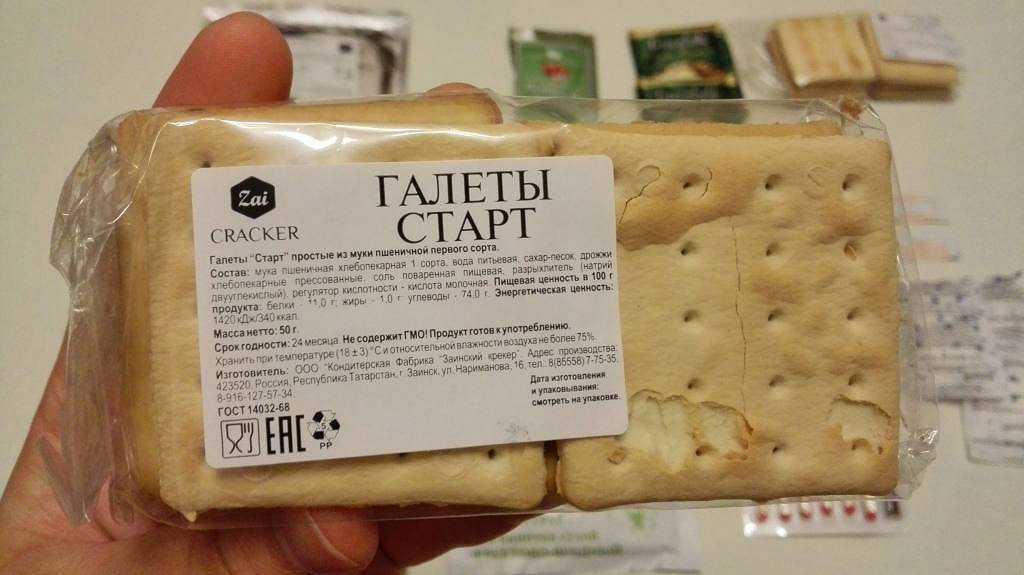 Zai
CRACKER
ГАЛЕТЫ
СТАРТ
Галеты "Старт" простые из муки пшеничной первого сорта.
Состав: мука пшеничная хлебопекарная 1 сорта, вода питьевая, сахар-песок, дрожжи
хлебопекарные прессованные, соль поваренная пищевая, разрыхлитель (натрий
двууглекислый), регулятор кислотности - кислота молочная. Пищевая ценность в 100 г
продукта: белки - 11,0 г; жиры - 1,0 г углеводы - 74,0 г. Энергетическая ценность:
1420 кДж/340 ккал.
Масса нетто: 50 г.
Срок годности: 24 месяца. Не содержит ГМО! Продукт готов к употреблению.
Хранить при температуре (18 ± 3) °С и относительной влажности воздуха не более 75%.
Изготовитель: ООО "Кондитерская Фабрика "Заинский крекер". Адрес производства:
423520, Россия, Республика Татарстан, г. Заинск, ул. Нариманова, 16, тел.: 8(85558) 7-75-35,
8-916-127-57-34.
Дата изготовления
и упаковывания:
смотреть на упаковке.
ГОСТ 14032-68
EAC
5
PP